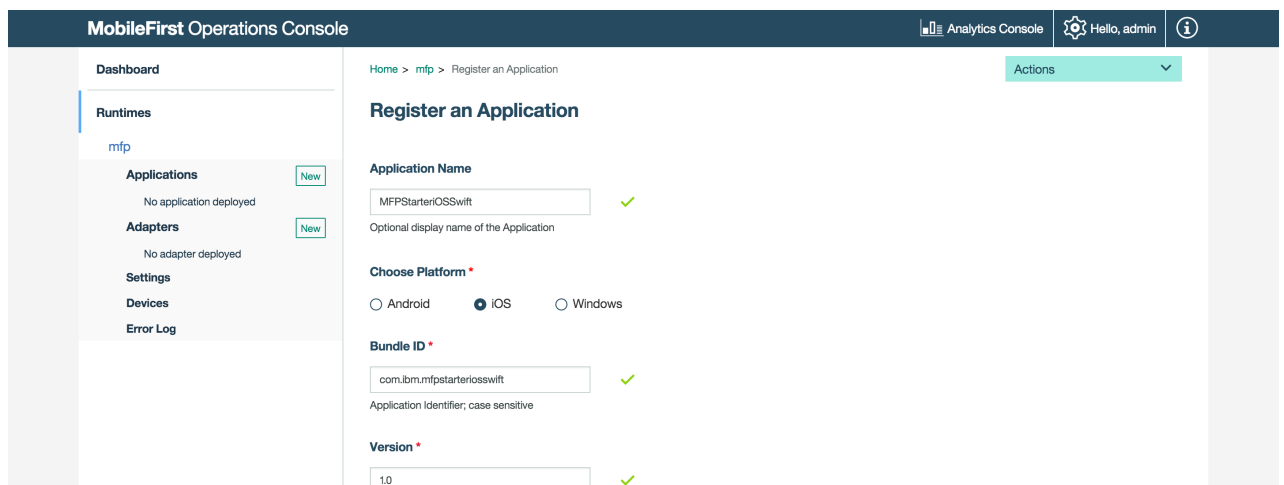 MobileFirst Operations Console
Analytics Console
Hello, admin
Dashboard
Runtimes
mfp
Applications
New
No application deployed
Adapters
New
No adapter deployed
Settings
Devices
Error Log
Home > mfp > Register an Application
Actions
Register an Application
Application Name
MFPStarteriOSSwift
Optional display name of the Application
Choose Platform *
Android iOS Windows
Bundle ID *
com.ibm.mfpstarteriosswift
Application Identifier; case sensitive
Version *
1.0